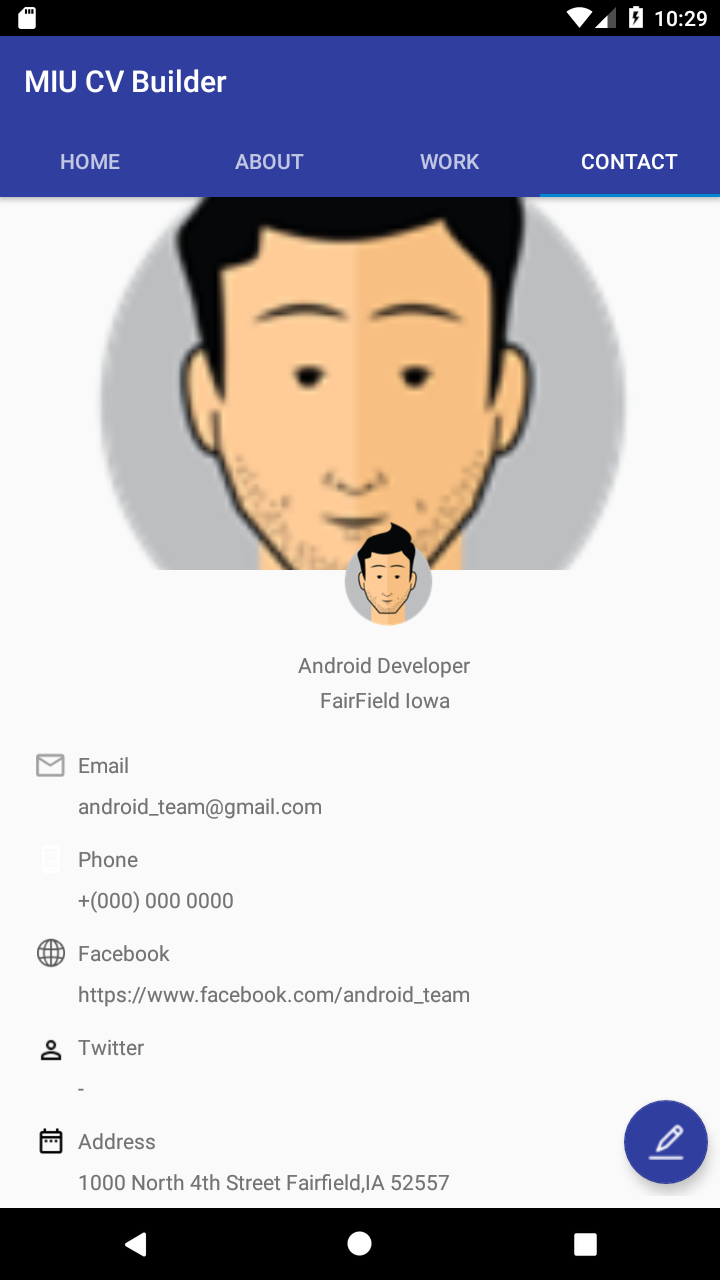 10:29
MIU CV Builder
HOME ABOUT WORK CONTACT
Android Developer
FairField Iowa
Email
android_team@gmail.com
Phone
+(000) 000 0000
Facebook
https://www.facebook.com/android_team
Twitter
-
Address
1000 North 4th Street Fairfield,IA 52557